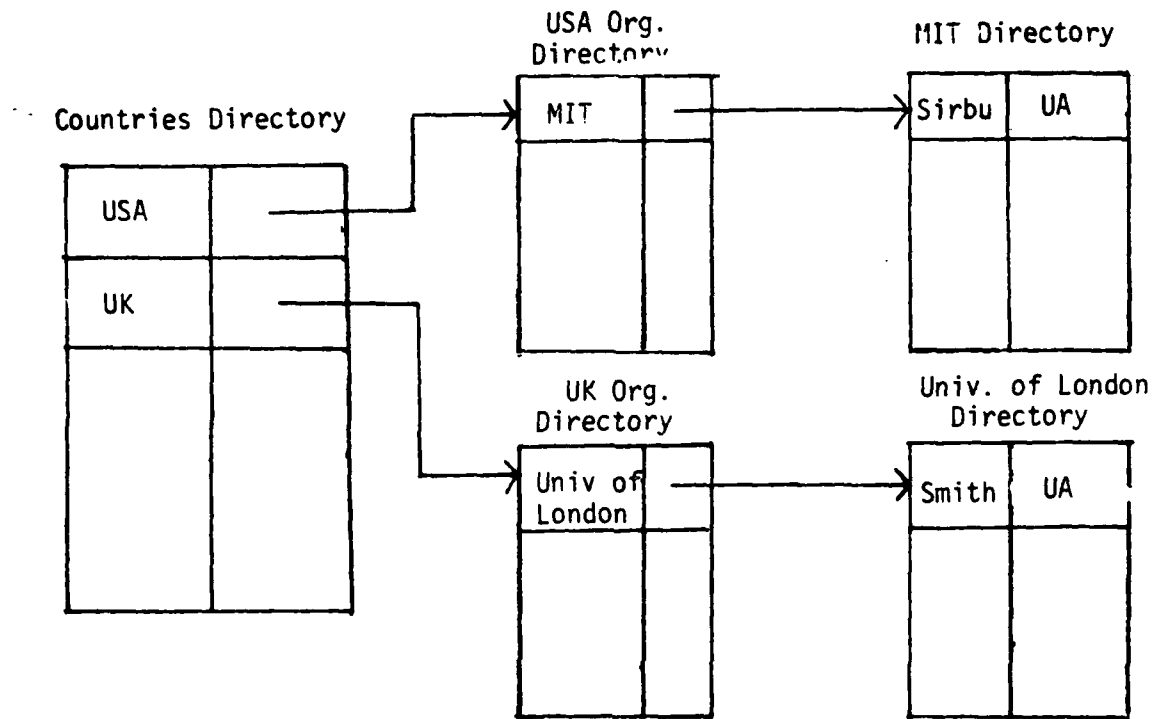 USA Org.
Directory
MIT Directory
Countries Directory
MIT
Sirbu
UA
USA
UK
UK Org.
Directory
Univ. of London
Directory
Univ of
London
Smith
UA